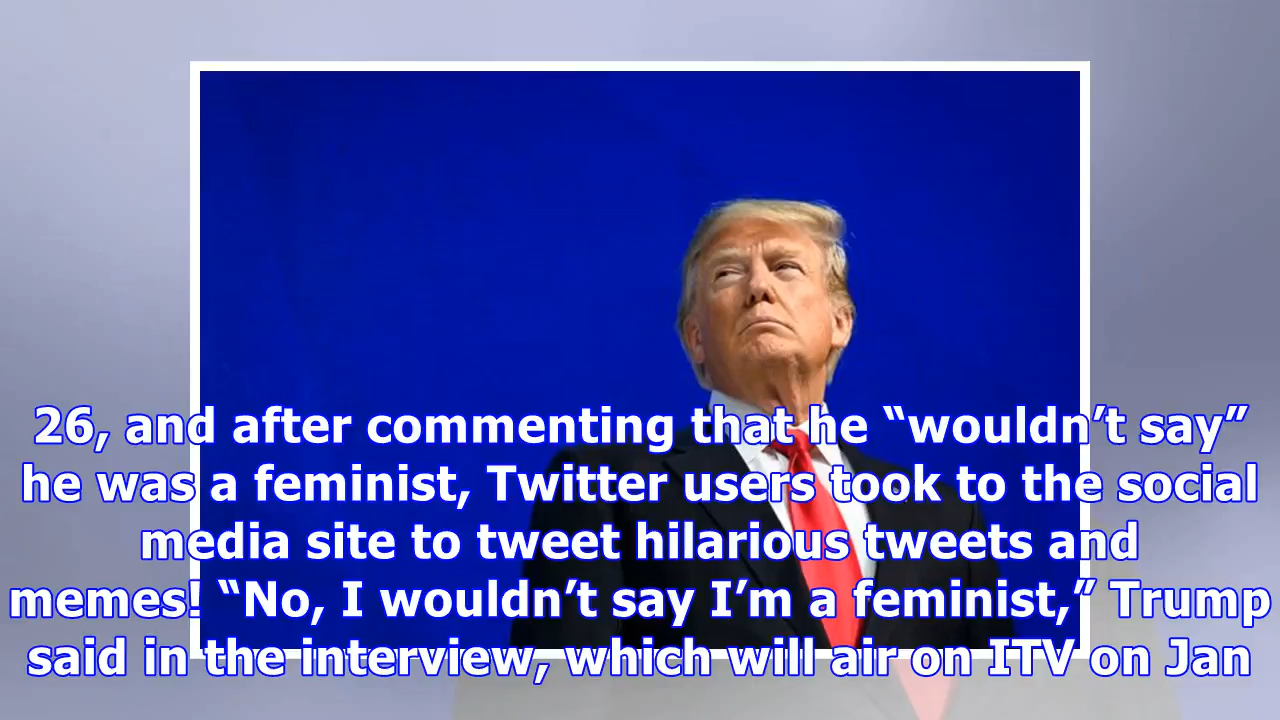 26, and after commenting that he “wouldn’t say”
he was a feminist, Twitter users took to the social
media site to tweet hilarious tweets and
memes! “No, I wouldn’t say I’m a feminist,” Trump
said in the interview, which will air on ITV on Jan